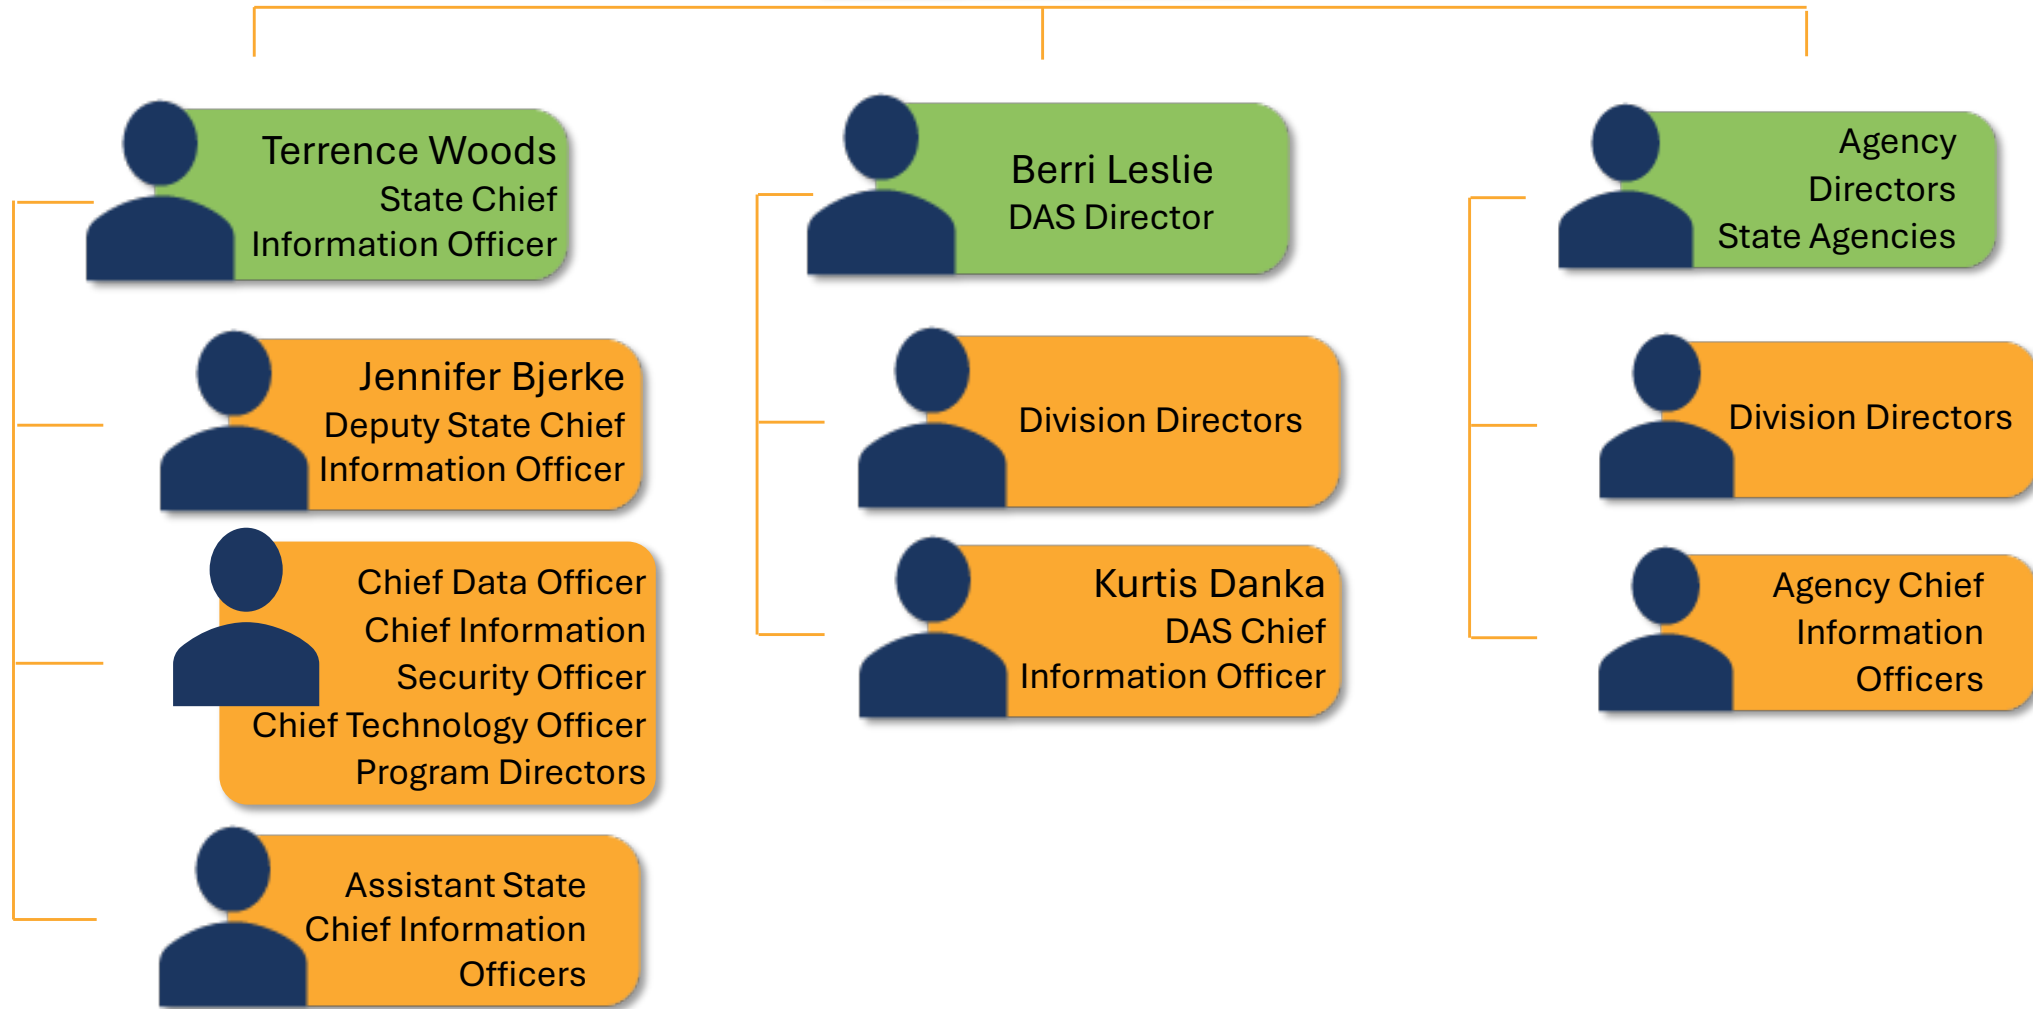 Terrence Woods
State Chief
Information Officer
Jennifer Bjerke
Deputy State Chief
Information Officer
Chief Data Officer
Chief Information
Security Officer
Chief Technology Officer
Program Directors
Assistant State
Chief Information
Officers
Berri Leslie
DAS Director
Division Directors
Kurtis Danka
DAS Chief
Information Officer
Agency
Directors
State Agencies
Division Directors
Agency Chief
Information
Officers